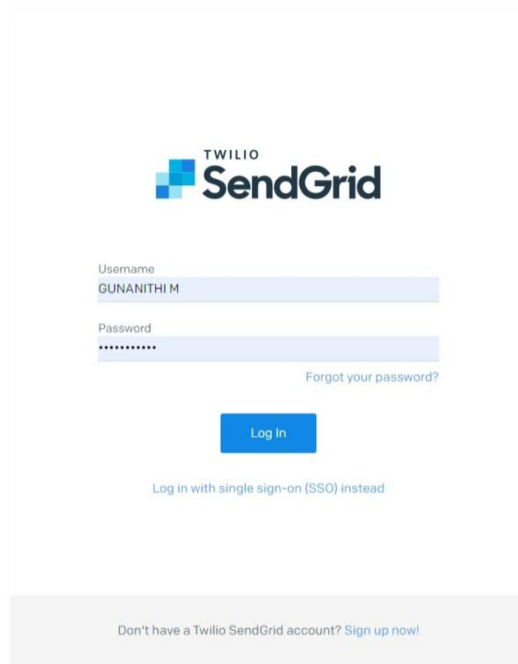 TWILIO
SendGrid
Username
GUNANITHI M
Password
•••••••••••
Forgot your password?
Log In
Log in with single sign-on (SSO) instead
Don't have a Twilio SendGrid account? Sign up now!